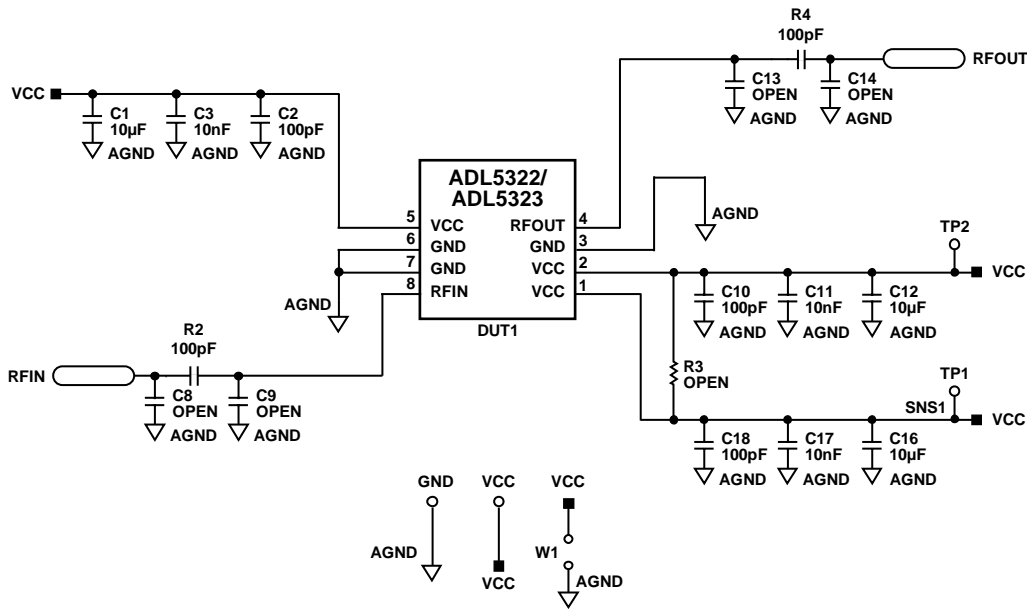 R4
100pF
RFOUT
C13
OPEN
AGND
C14
OPEN
AGND
VCC
C1
10µF
AGND
C3
10nF
AGND
C2
100pF
AGND
ADL5322/
ADL5323
5
VCC
6
GND
7
GND
8
RFIN
RFOUT
4
GND
3
VCC
2
VCC
1
DUT1
AGND
AGND
TP2
VCC
C10
100pF
AGND
C11
10nF
AGND
C12
10µF
AGND
R2
100pF
RFIN
C8
OPEN
AGND
C9
OPEN
AGND
R3
OPEN
TP1
SNS1
VCC
C18
100pF
AGND
C17
10nF
AGND
C16
10µF
AGND
GND
AGND
VCC
VCC
VCC
W1
AGND